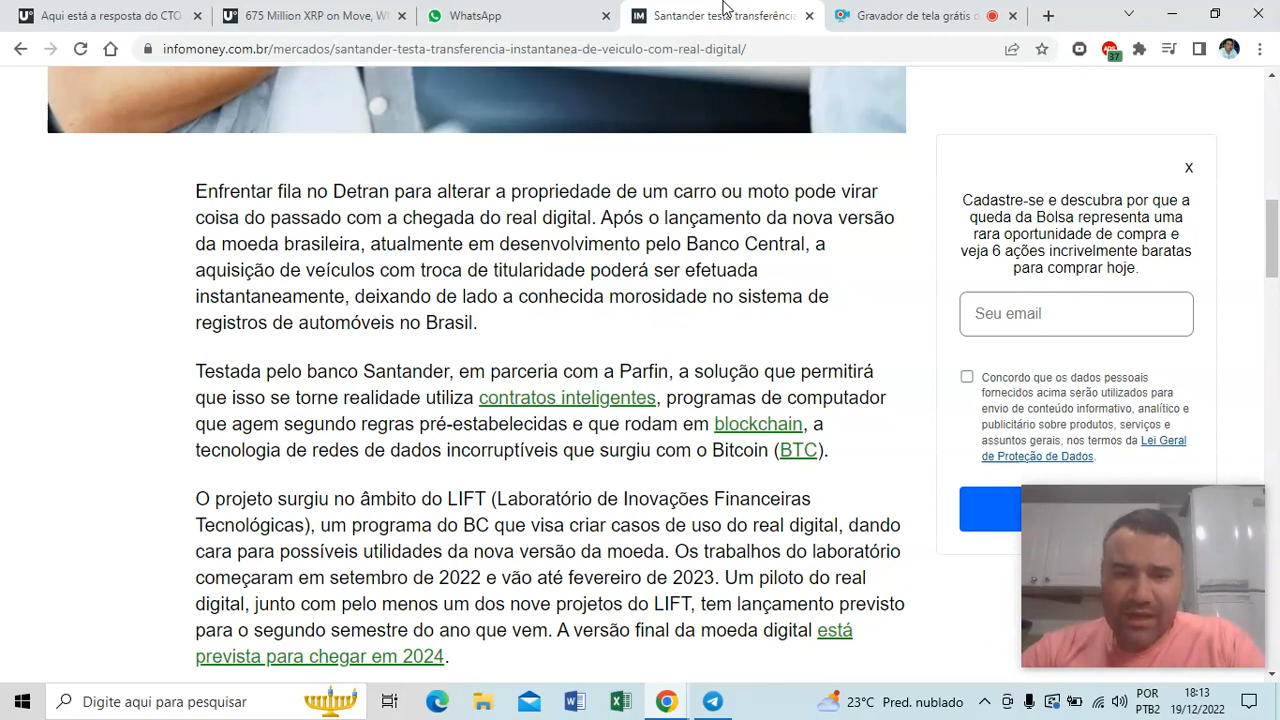 Aqui está a resposta do CTO
675 Million XRP on Move Wh
WhatsApp
Santander testa transferência
Gravador de tela grátis o
infomoney.com.br/mercados/santander-testa-transferencia-instantanea-de-veiculo-com-real-digital/
37
Enfrentar fila no Detran para alterar a propriedade de um carro ou moto pode virar
coisa do passado com a chegada do real digital. Após o lançamento da nova versão
da moeda brasileira, atualmente em desenvolvimento pelo Banco Central, a
aquisição de veículos com troca de titularidade poderá ser efetuada
instantaneamente, deixando de lado a conhecida morosidade no sistema de
registros de automóveis no Brasil.
Testada pelo banco Santander, em parceria com a Parfin, a solução que permitirá
que isso se torne realidade utiliza contratos inteligentes, programas de computador
que agem segundo regras pré-estabelecidas e que rodam em blockchain, a
tecnologia de redes de dados incorruptíveis que surgiu com o Bitcoin (BTC).
O projeto surgiu no âmbito do LIFT (Laboratório de Inovações Financeiras
Tecnológicas), um programa do BC que visa criar casos de uso do real digital, dando
cara para possíveis utilidades da nova versão da moeda. Os trabalhos do laboratório
começaram em setembro de 2022 e vão até fevereiro de 2023. Um piloto do real
digital, junto com pelo menos um dos nove projetos do LIFT, tem lançamento previsto
para o segundo semestre do ano que vem. A versão final da moeda digital está
prevista para chegar em 2024.
X
Cadastre-se e descubra por que a
queda da Bolsa representa uma
rara oportunidade de compra e
veja 6 ações incrivelmente baratas
para comprar hoje.
Seu email
Concordo que os dados pessoais
fornecidos acima serão utilizados para
envio de conteúdo informativo, analítico e
publicitário sobre produtos, serviços e
assuntos gerais, nos termos da Lei Geral
de Proteção de Dados.
Digite aqui para pesquisar
23°C Pred. nublado
POR
PTB2
18:13
19/12/2022